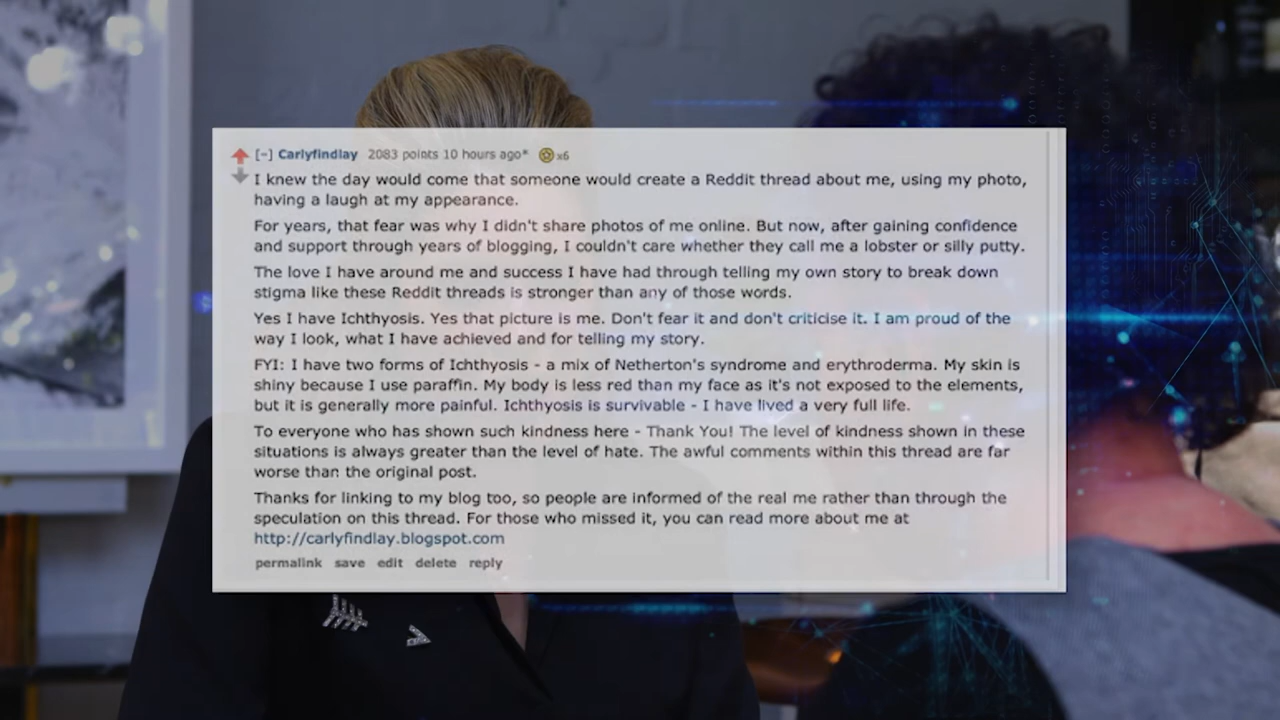 [-] Carlyfindlay 2083 points 10 hours ago* x6
I knew the day would come that someone would create a Reddit thread about me, using my photo,
having a laugh at my appearance.
For years, that fear was why I didn't share photos of me online. But now, after gaining confidence
and support through years of blogging, I couldn't care whether they call me a lobster or silly putty.
The love I have around me and success I have had through telling my own story to break down
stigma like these Reddit threads is stronger than any of those words.
Yes I have Ichthyosis. Yes that picture is me. Don't fear it and don't criticise it. I am proud of the
way I look, what I have achieved and for telling my story.
FYI: I have two forms of Ichthyosis - a mix of Netherton's syndrome and erythroderma. My skin is
shiny because I use paraffin. My body is less red than my face as it's not exposed to the elements,
but it is generally more painful. Ichthyosis is survivable - I have lived a very full life.
To everyone who has shown such kindness here - Thank You! The level of kindness shown in these
situations is always greater than the level of hate. The awful comments within this thread are far
worse than the original post.
Thanks for linking to my blog too, so people are informed of the real me rather than through the
speculation on this thread. For those who missed it, you can read more about me at
http://carlyfindlay.blogspot.com
permalink save edit delete reply